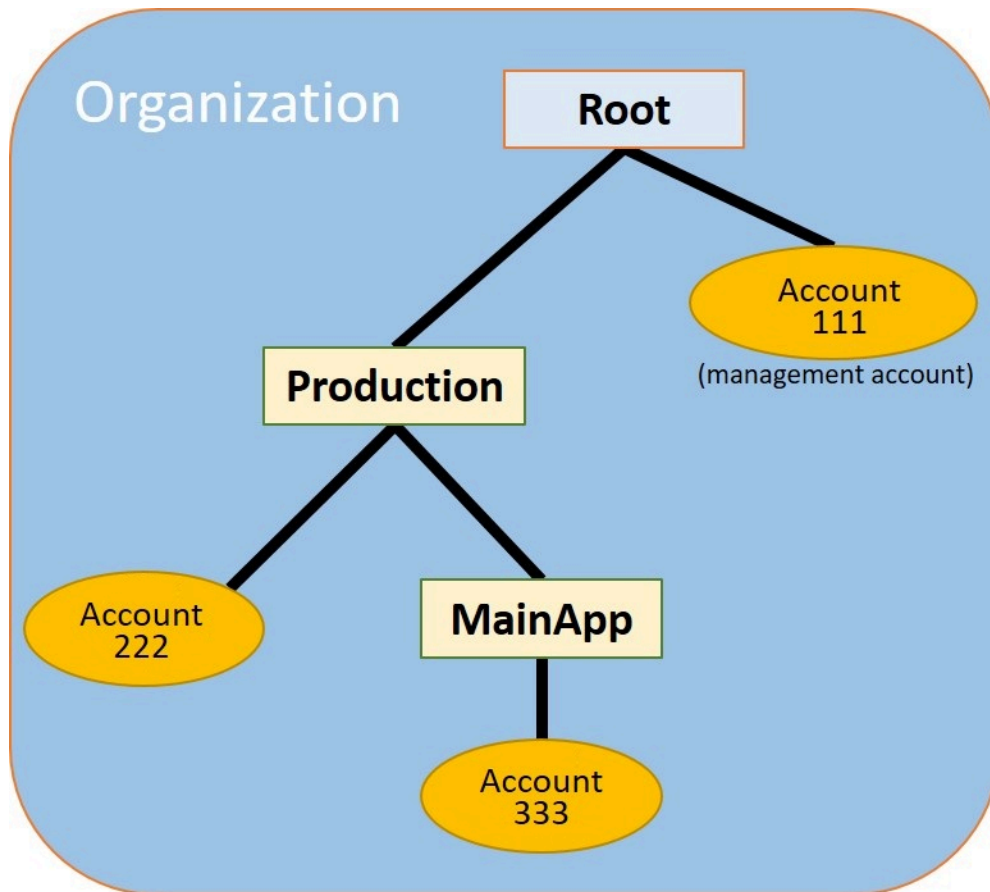 Organization
Root
Account
111
(management account)
Production
Account
222
MainApp
Account
333